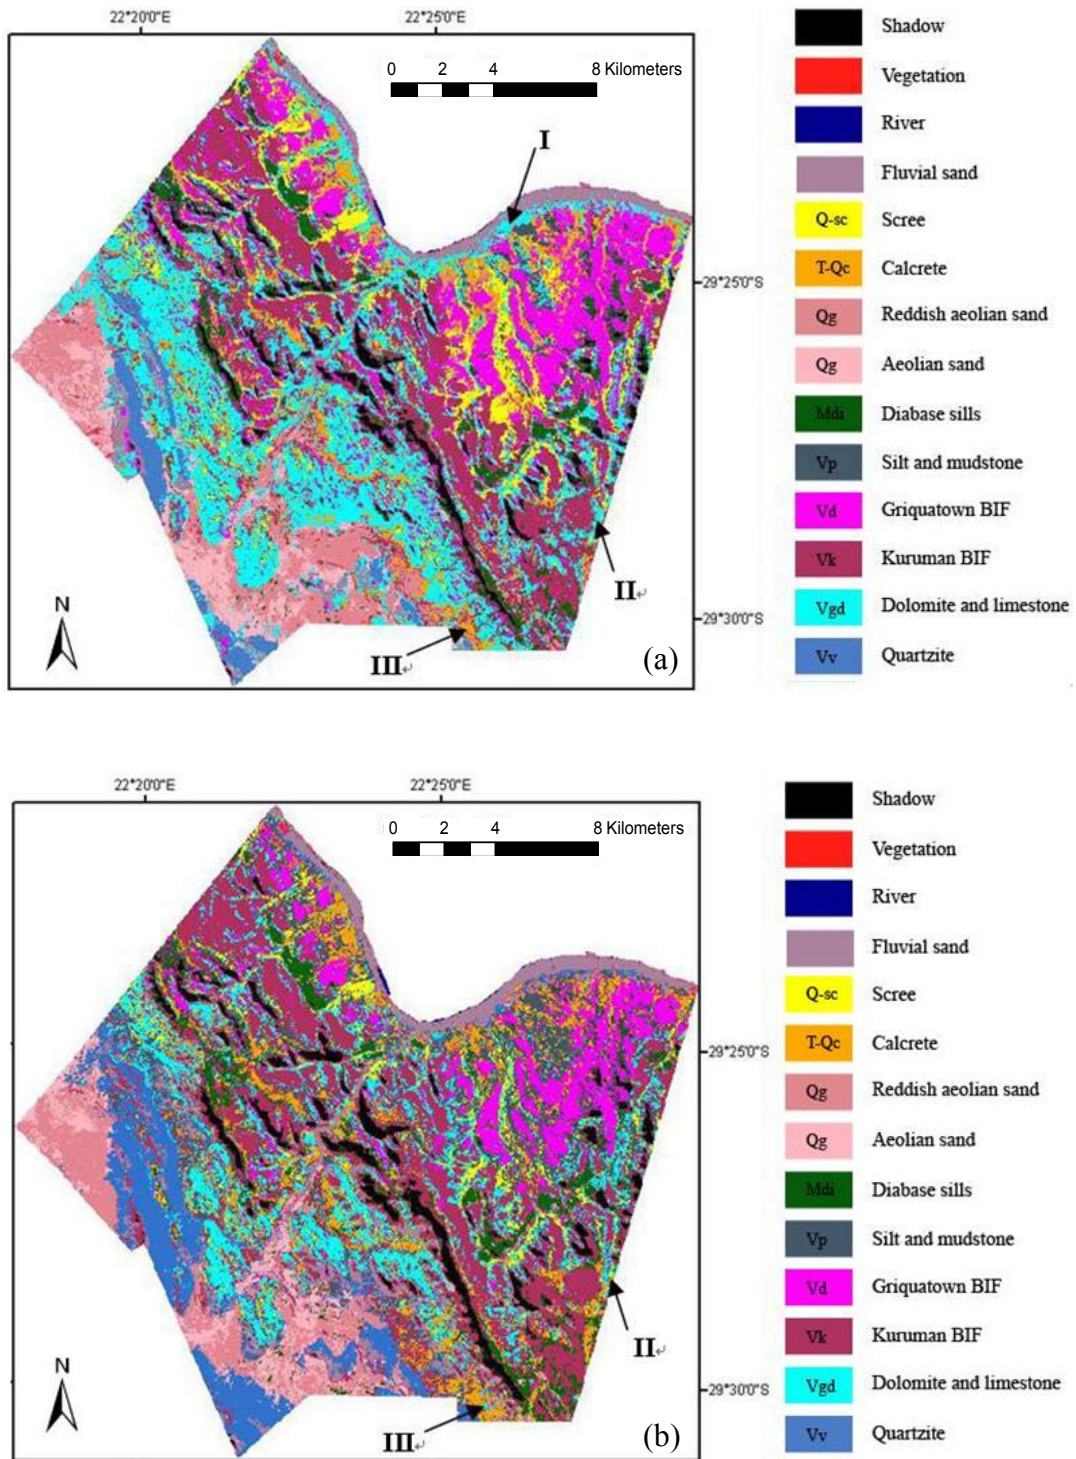 22°20'0"E 22°25'0"E
0 2 4 8 Kilometers
I
29°25'0"S
II
29°30'0"S
III
N
(a)
Shadow
Vegetation
River
Fluvial sand
Q-sc Scree
T-Qc Calcrete
Qg Reddish aeolian sand
Qg Aeolian sand
Mdi Diabase sills
Vp Silt and mudstone
Vd Griquatown BIF
Vk Kuruman BIF
Vgd Dolomite and limestone
Vv Quartzite
22°20'0"E 22°25'0"E
0 2 4 8 Kilometers
29°25'0"S
II
29°30'0"S
III
N
(b)
Shadow
Vegetation
River
Fluvial sand
Q-sc Scree
T-Qc Calcrete
Qg Reddish aeolian sand
Qg Aeolian sand
Mdi Diabase sills
Vp Silt and mudstone
Vd Griquatown BIF
Vk Kuruman BIF
Vgd Dolomite and limestone
Vv Quartzite